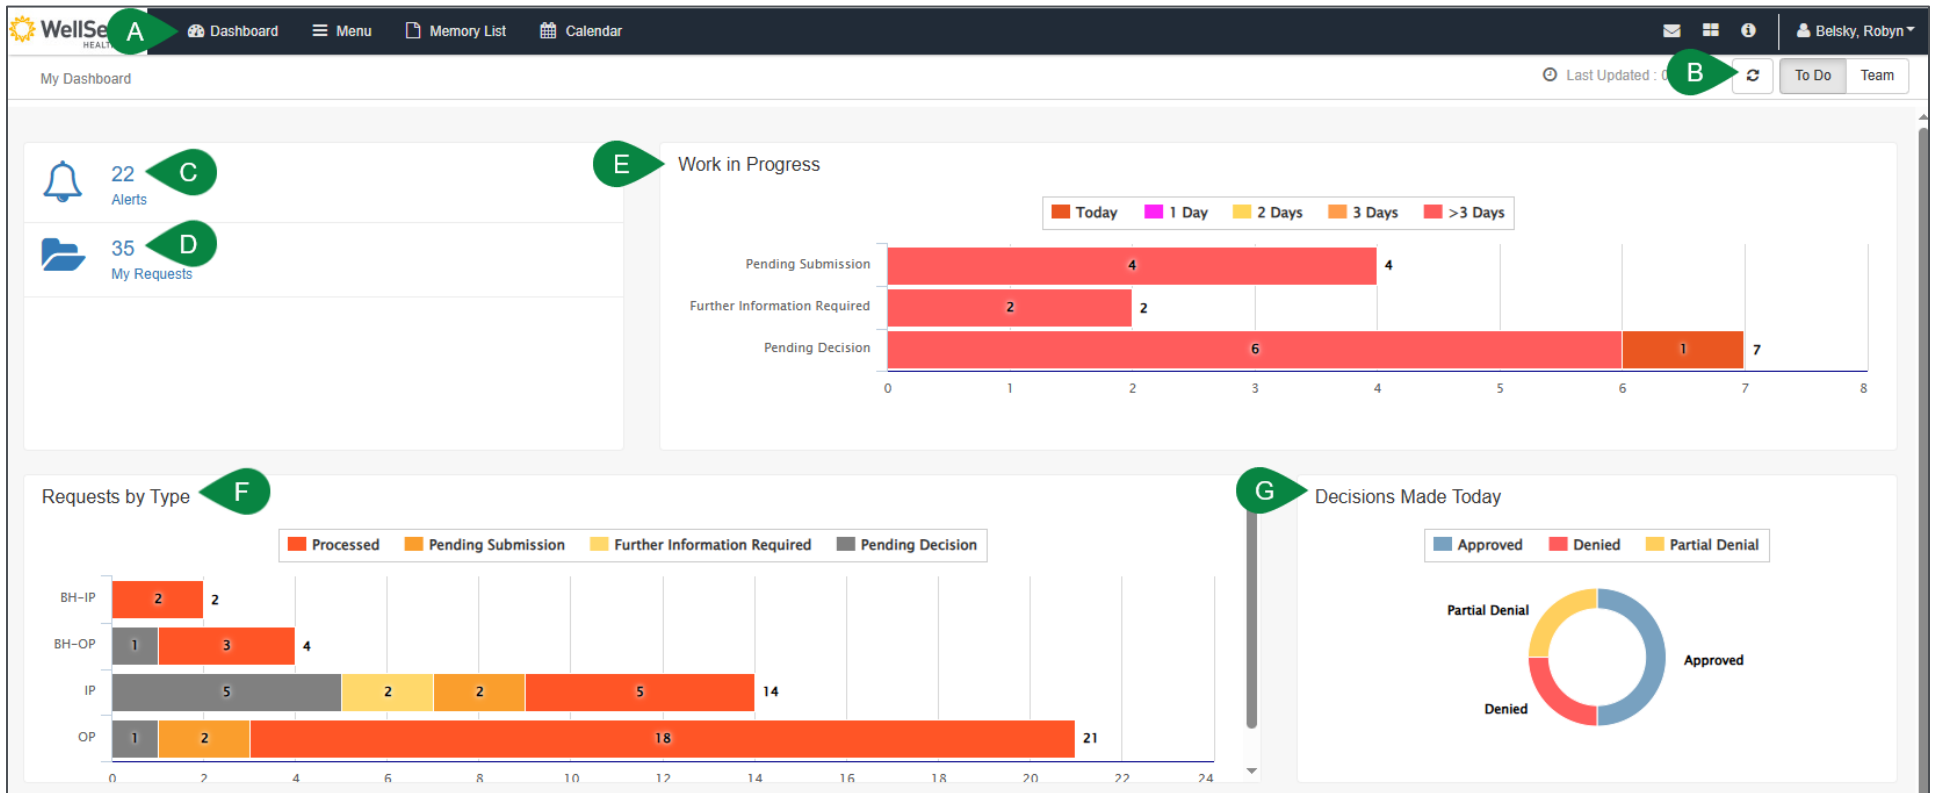 WellSe A Dashboard Menu Memory List Calendar Belsky, Robyn
HEALT
My Dashboard Last Updated : 0 B To Do Team
22 C
Alerts
35 D
My Requests
E Work in Progress
Today 1 Day 2 Days 3 Days >3 Days
Pending Submission 4 4
Further Information Required 2 2
Pending Decision 6 1 7
0 1 2 3 4 5 6 7 8
Requests by Type F
Processed Pending Submission Further Information Required Pending Decision
BH-IP 2 2
BH-OP 1 3 4
IP 5 2 2 5 14
OP 1 2 18 21
0 2 4 6 8 10 12 14 16 18 20 22 24
G Decisions Made Today
Approved Denied Partial Denial
Partial Denial
Approved
Denied